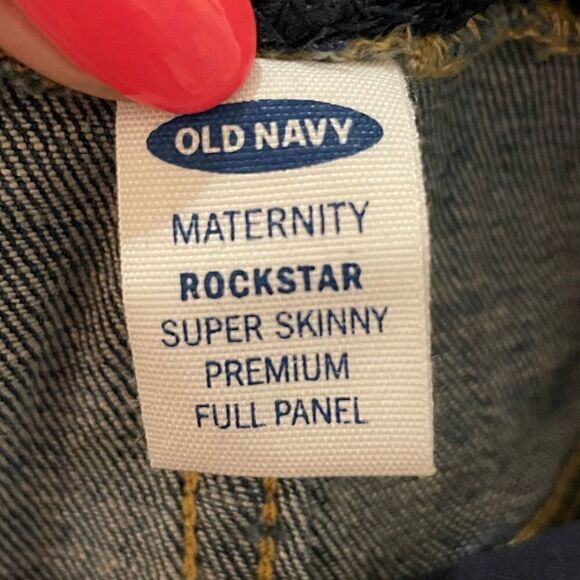 OLD NAVY
MATERNITY
ROCKSTAR
SUPER SKINNY
PREMIUM
FULL PANEL